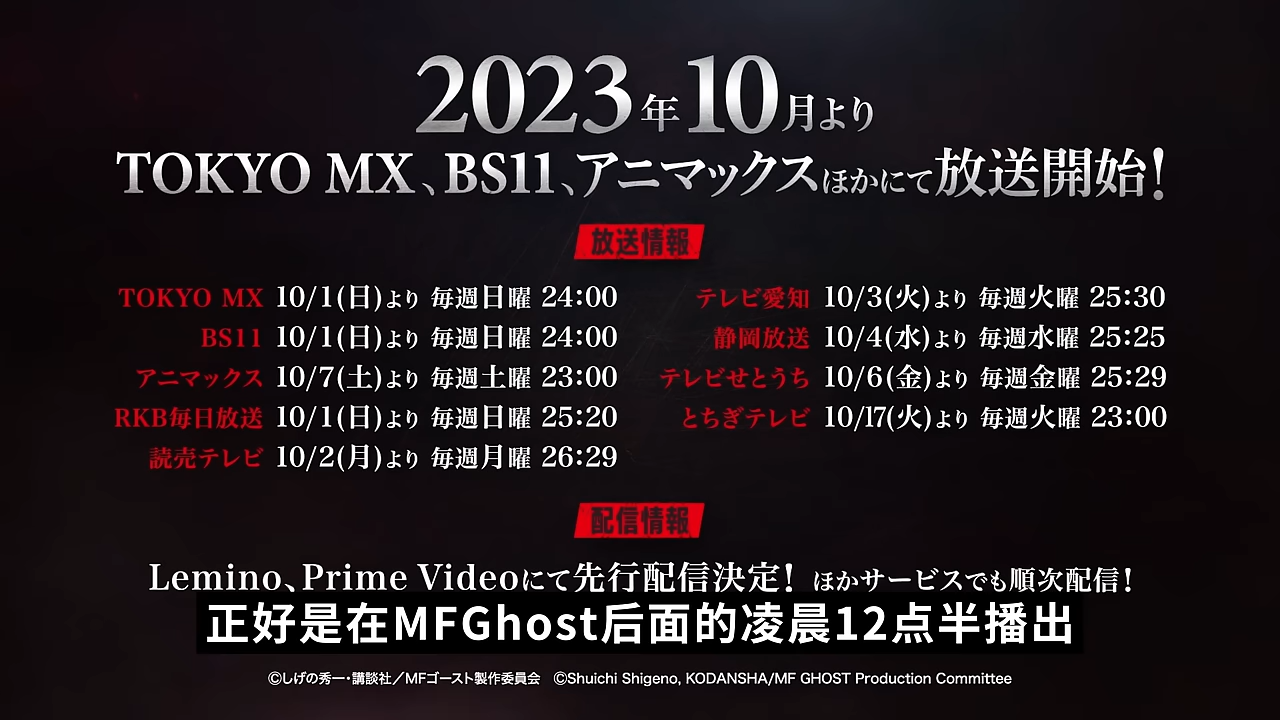 2023年10月より
TOKYO MX、BS11、アニマックスほかにて放送開始!
放送情報
TOKYO MX 10/1(日)より 毎週日曜 24:00
BS11 10/1(日)より 毎週日曜 24:00
アニマックス 10/7(土)より 毎週土曜 23:00
RKB毎日放送 10/1(日)より 毎週日曜 25:20
読売テレビ 10/2(月)より 毎週月曜 26:29
テレビ愛知 10/3(火)より 毎週火曜 25:30
静岡放送 10/4(水)より 毎週水曜 25:25
テレビせとうち 10/6(金)より 毎週金曜 25:29
とちぎテレビ 10/17(火)より 毎週火曜 23:00
配信情報
Lemino、Prime Videoにて先行配信決定! ほかサービスでも順次配信!
正好是在MFGhost后面的凌晨12点半播出
©しげの秀一・講談社/MFゴースト製作委員会 ©Shuichi Shigeno, KODANSHA/MF GHOST Production Committee